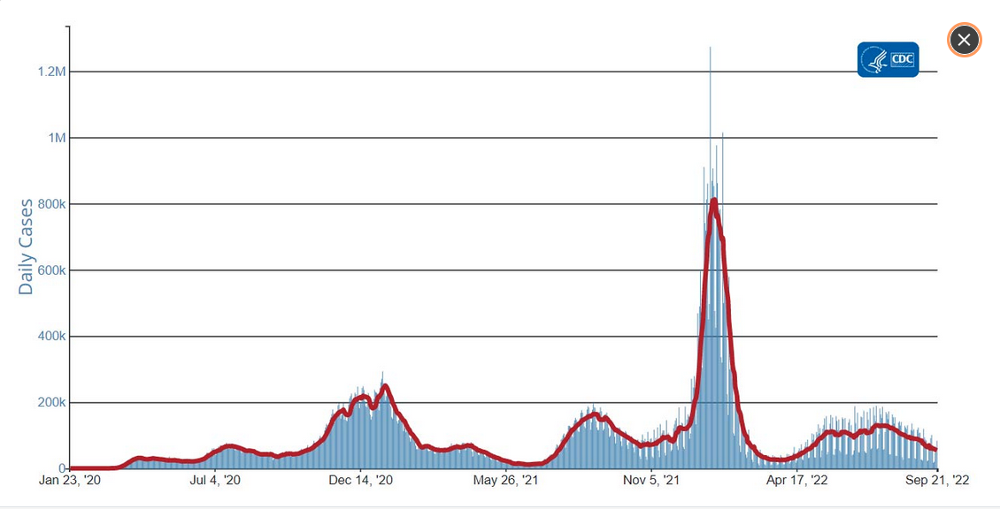 1.2M
1M
800k
600k
400k
200k
0
Daily Cases
CDC
Jan 23, '20
Jul 4, '20
Dec 14, '20
May 26, '21
Nov 5, '21
Apr 17, '22
Sep 21, '22